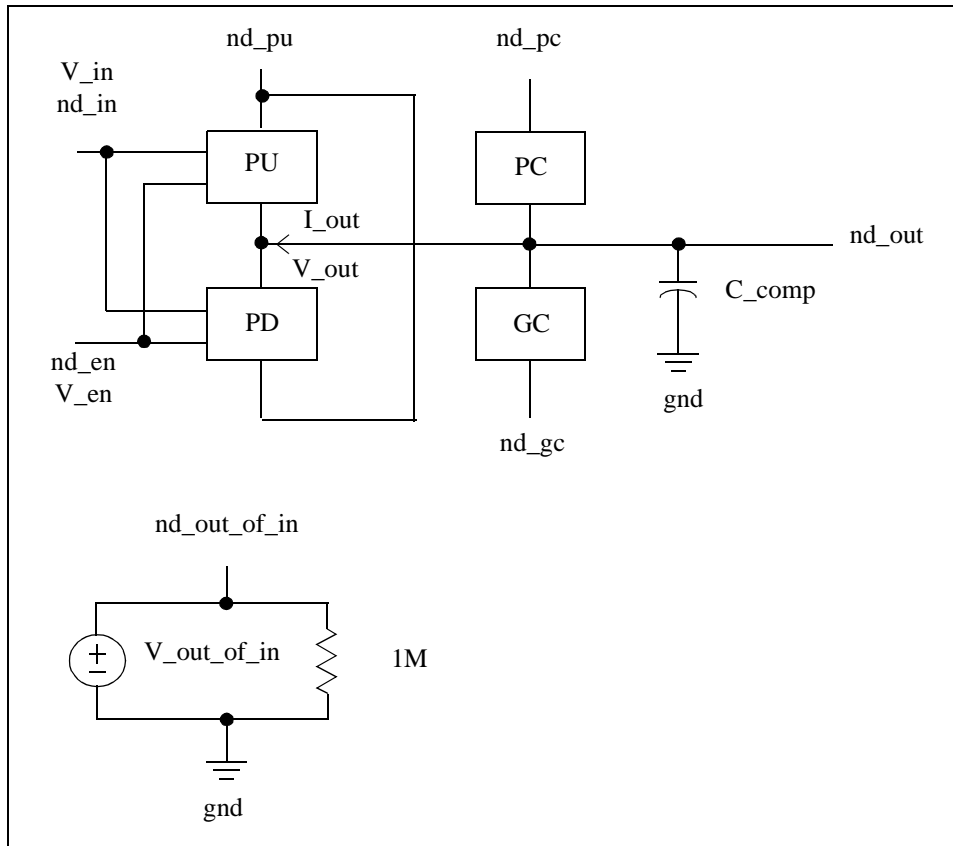 nd_pu
nd_pc
V_in
nd_in
PU
PC
I_out
nd_out
V_out
C_comp
PD
GC
nd_en
V_en
gnd
nd_gc
nd_out_of_in
V_out_of_in
1M
gnd